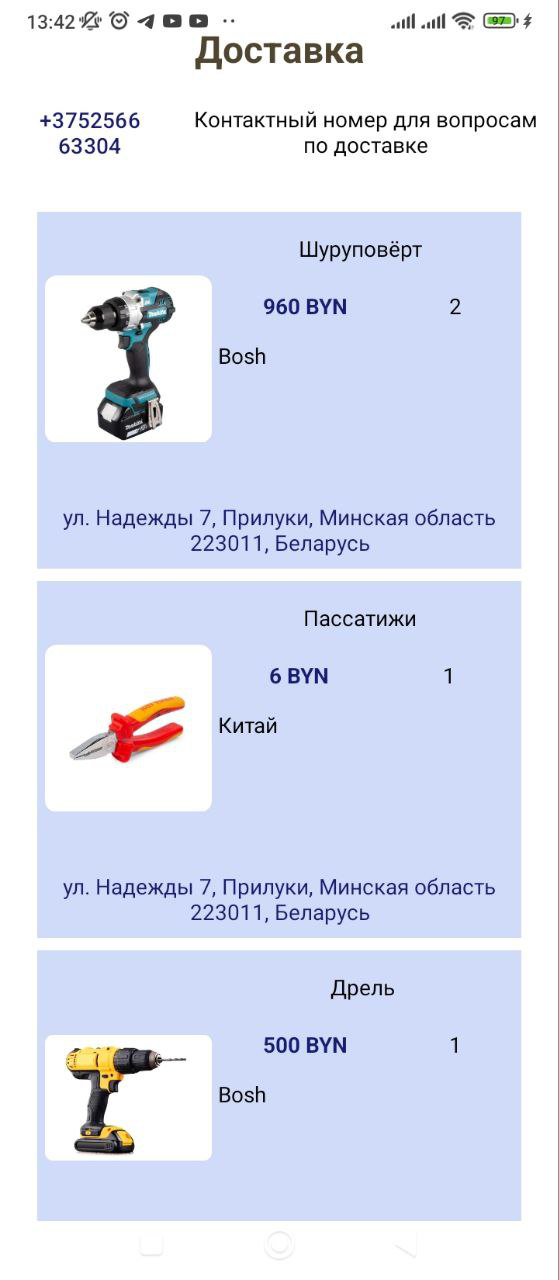 13:42
97
Доставка
+3752566
63304
Контактный номер для вопросам
по доставке
Шуруповёрт
960 BYN
2
Bosh
ул. Надежды 7, Прилуки, Минская область
223011, Беларусь
Пассатижи
6 BYN
1
Китай
ул. Надежды 7, Прилуки, Минская область
223011, Беларусь
Дрель
500 BYN
1
Bosh